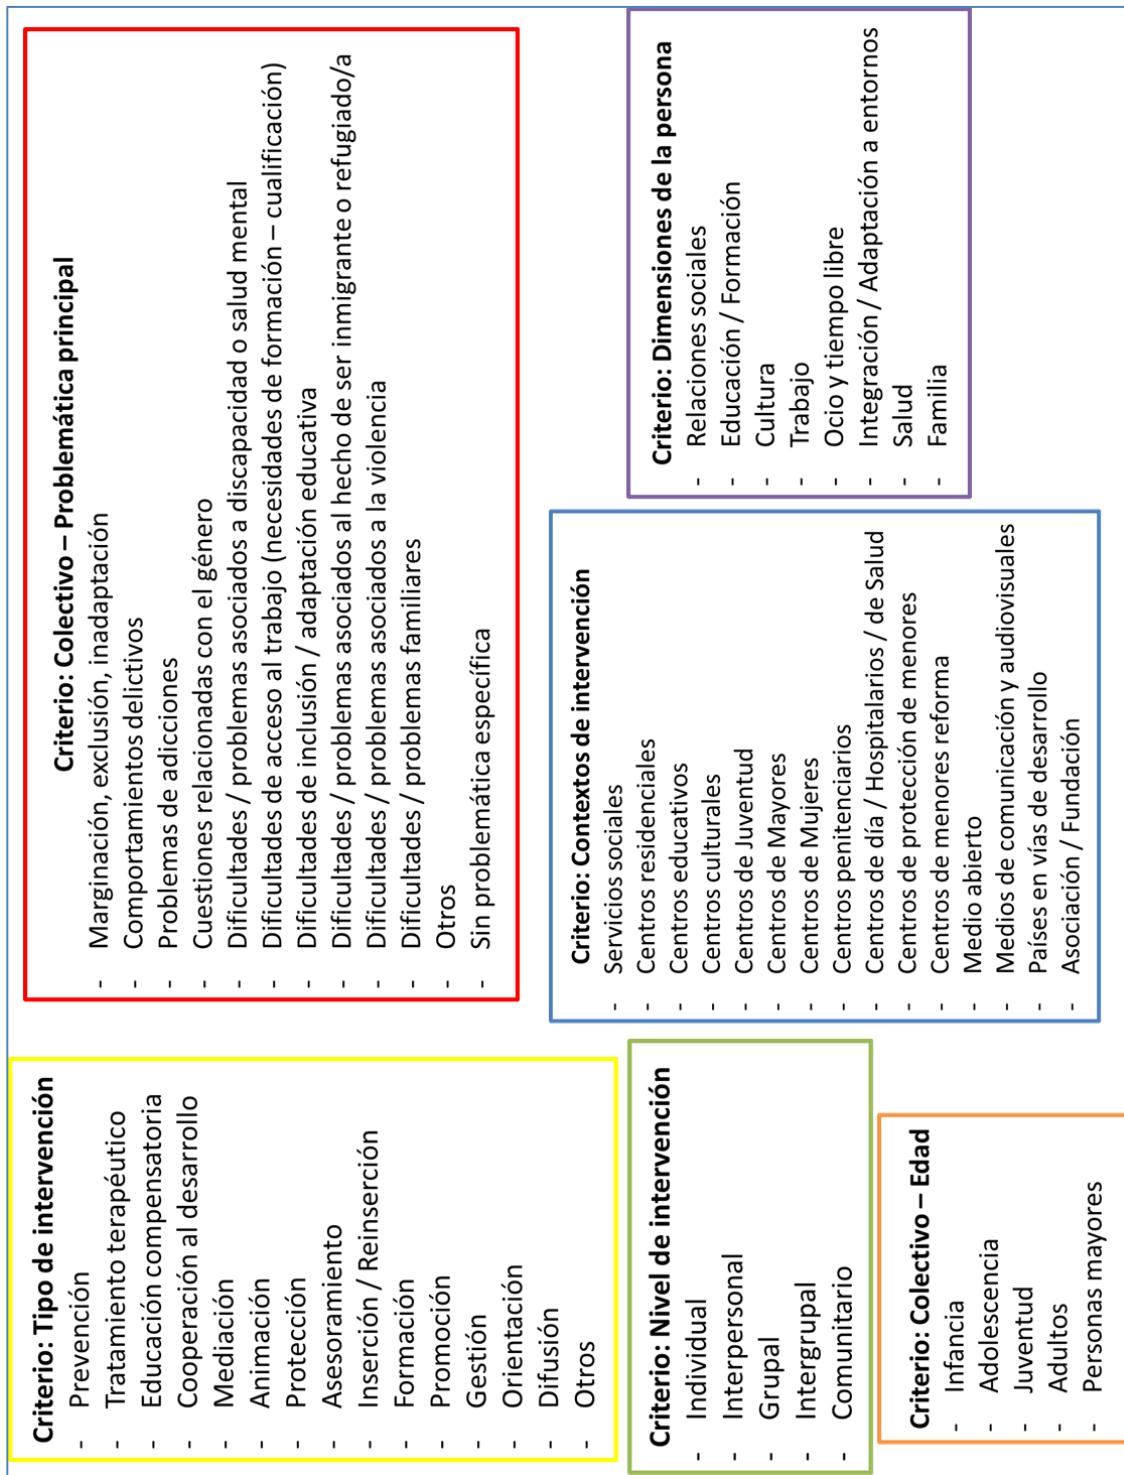 Criterio: Tipo de intervención
- Prevención
- Tratamiento terapéutico
- Educación compensatoria
- Cooperación al desarrollo
- Mediación
- Animación
- Protección
- Asesoramiento
- Inserción / Reinserción
- Formación
- Promoción
- Gestión
- Orientación
- Difusión
- Otros
Criterio: Colectivo – Problemática principal
- Marginación, exclusión, inadaptación
- Comportamientos delictivos
- Problemas de adicciones
- Cuestiones relacionadas con el género
- Dificultades / problemas asociados a discapacidad o salud mental
- Dificultades de acceso al trabajo (necesidades de formación – cualificación)
- Dificultades de inclusión / adaptación educativa
- Dificultades / problemas asociados al hecho de ser inmigrante o refugiado/a
- Dificultades / problemas asociados a la violencia
- Dificultades / problemas familiares
- Otros
- Sin problemática específica
Criterio: Nivel de intervención
- Individual
- Interpersonal
- Grupal
- Intergrupal
- Comunitario
Criterio: Contextos de intervención
- Servicios sociales
- Centros residenciales
- Centros educativos
- Centros culturales
- Centros de Juventud
- Centros de Mayores
- Centros de Mujeres
- Centros penitenciarios
- Centros de día / Hospitalarios / de Salud
- Centros de protección de menores
- Centros de menores reforma
- Medio abierto
- Medios de comunicación y audiovisuales
- Países en vías de desarrollo
- Asociación / Fundación
Criterio: Dimensiones de la persona
- Relaciones sociales
- Educación / Formación
- Cultura
- Trabajo
- Ocio y tiempo libre
- Integración / Adaptación a entornos
- Salud
- Familia
Criterio: Colectivo – Edad
- Infancia
- Adolescencia
- Juventud
- Adultos
- Personas mayores